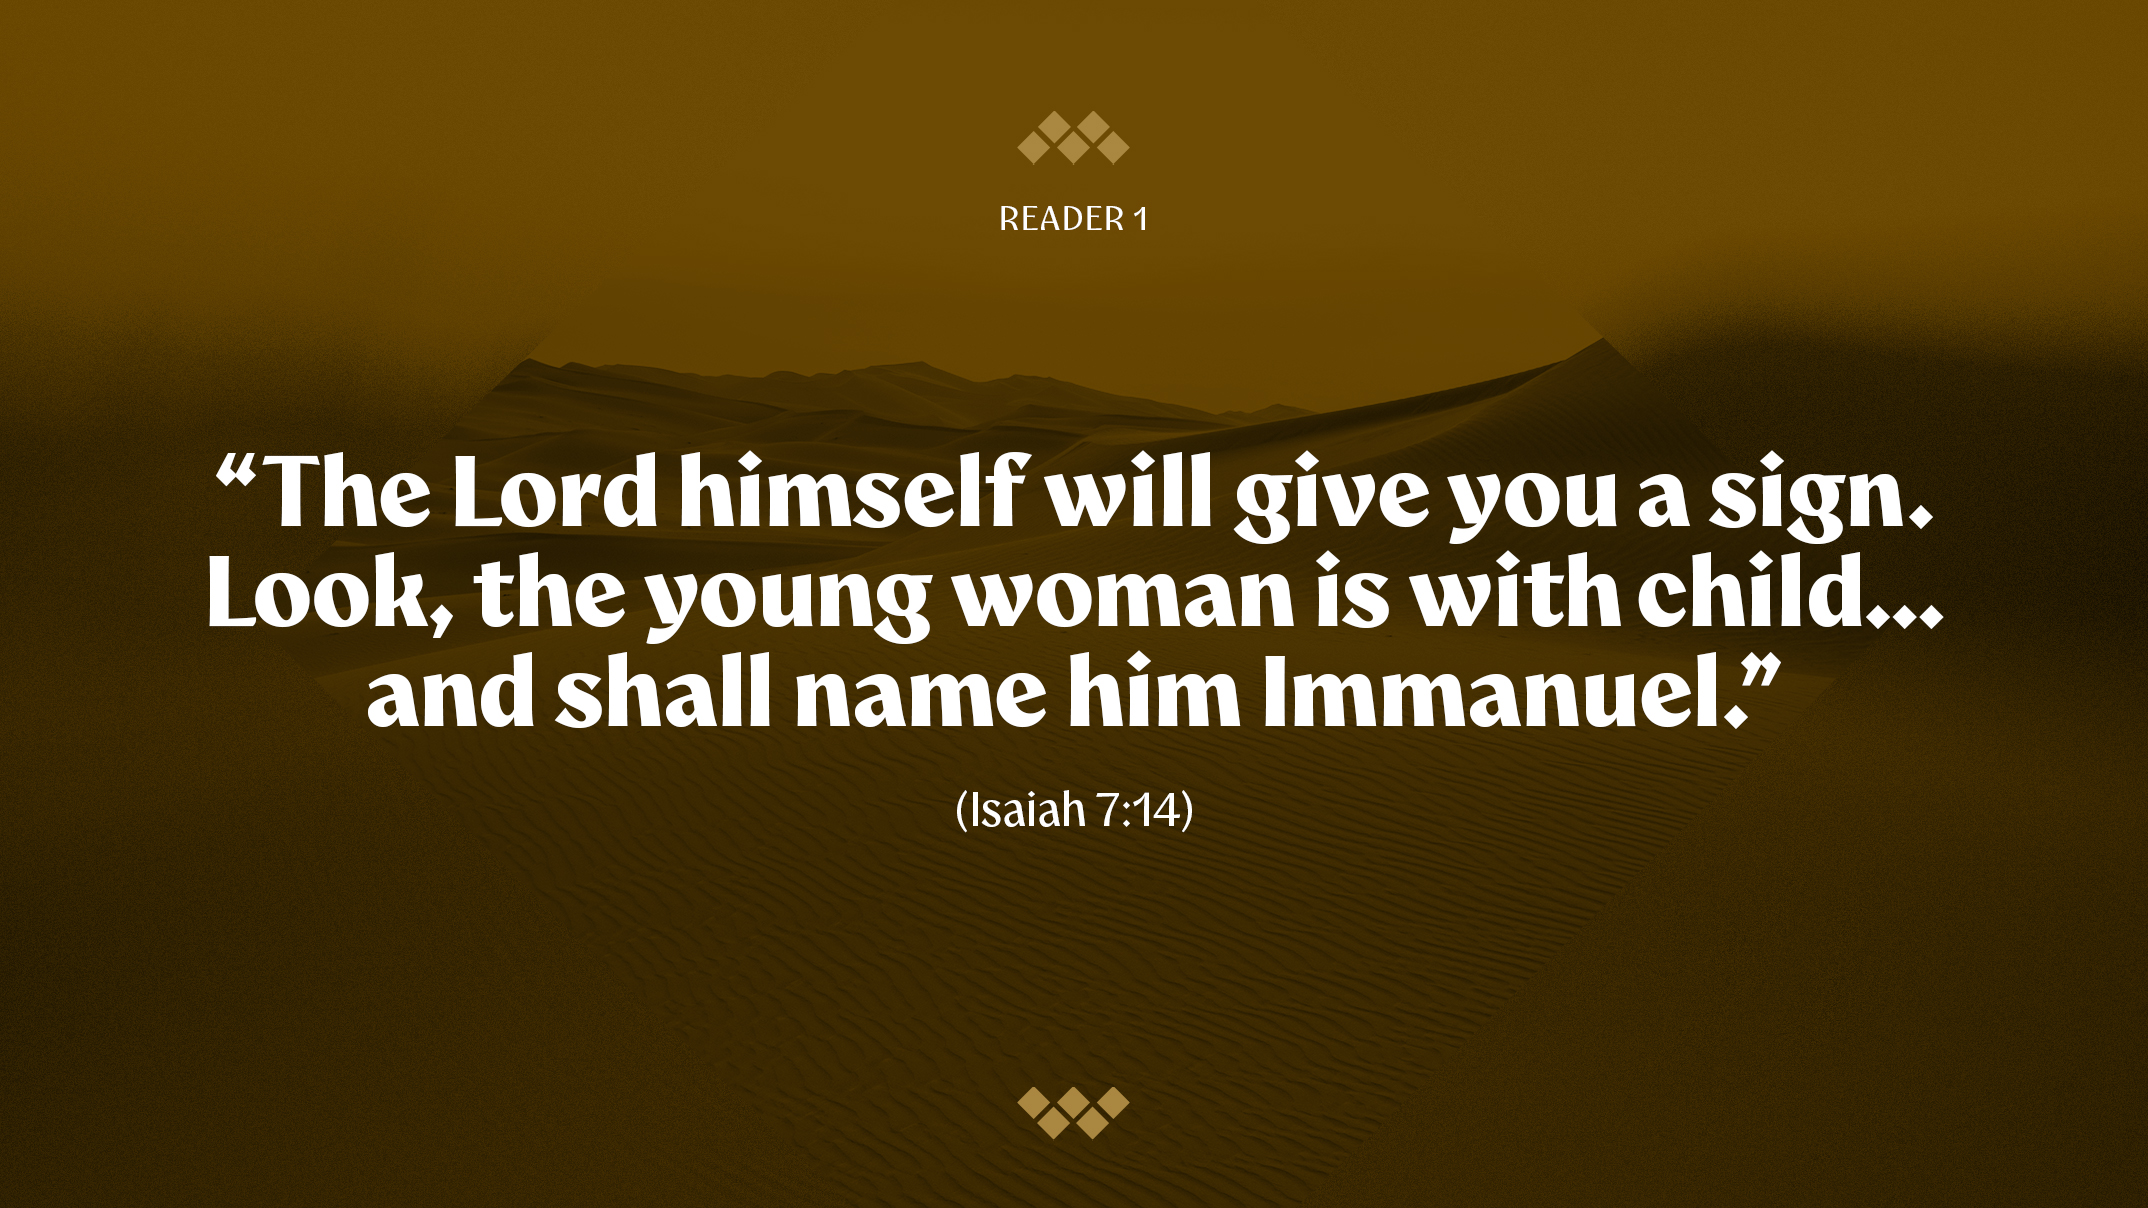 READER 1
“The Lord himself will give you a sign.
Look, the young woman is with child...
and shall name him Immanuel.”
(Isaiah 7:14)